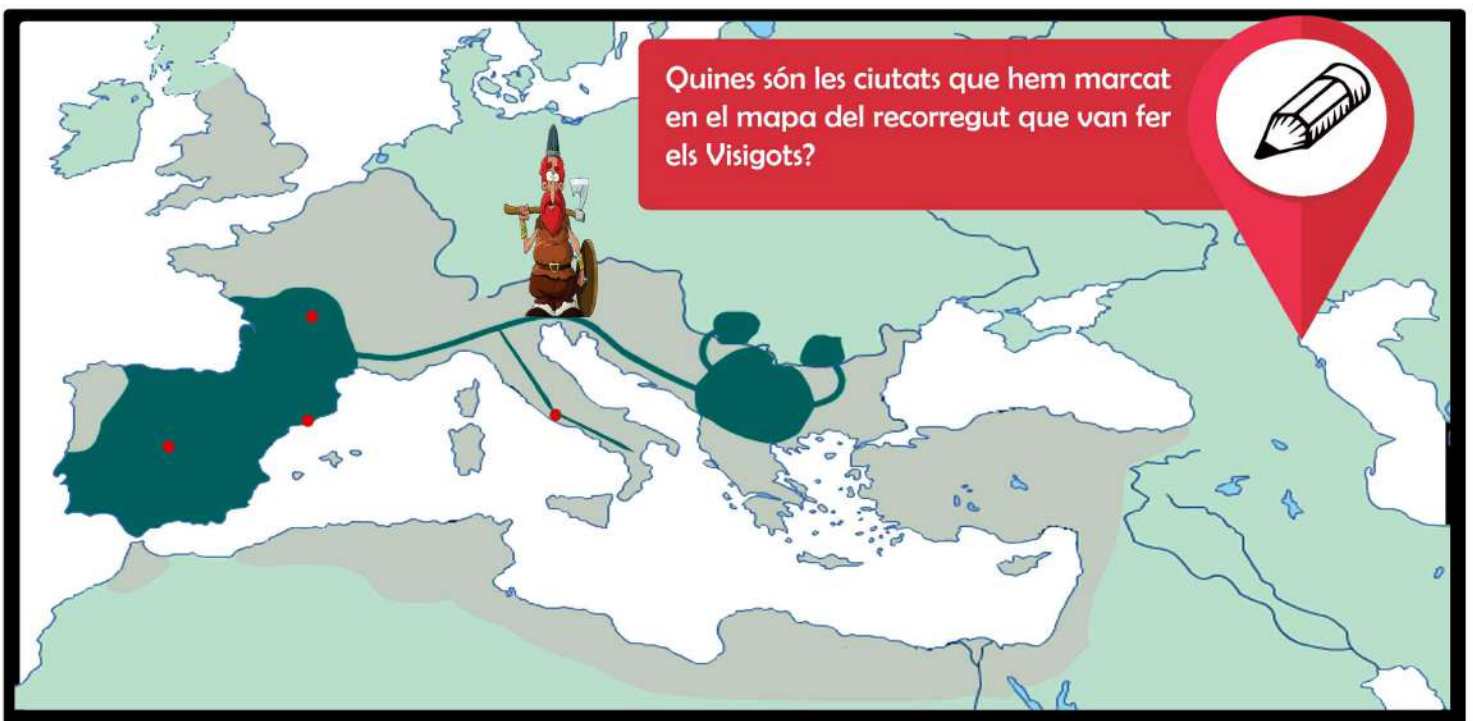 Quines són les ciutats que hem marcat
en el mapa del recorregut que van fer
els Visigots?